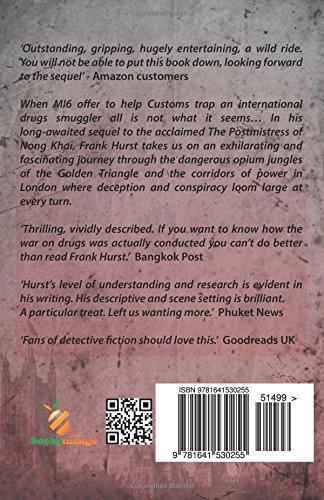 'Outstanding, gripping, hugely entertaining, a wild ride.
You will not be able to put this book down, looking forward
to the sequel' - Amazon customers
When MI6 offer to help Customs trap an international
drugs smuggler all is not what it seems... In his
long-awaited sequel to the acclaimed The Postmistress of
Nong Khai, Frank Hurst takes us on an exhilarating and
fascinating journey through the dangerous opium jungles
of the Golden Triangle and the corridors of power in
London where deception and conspiracy loom large at
every turn.
'Thrilling, vividly described. If you want to know how the
war on drugs was actually conducted you can't do better
than read Frank Hurst.' Bangkok Post
'Hurst's level of understanding and research is evident in
his writing. His descriptive and scene setting is brilliant.
A particular treat. Left us wanting more.' Phuket News
'Fans of detective fiction should love this.' Goodreads UK
bookmango
ISBN 9781641530255
51499 >
9 781641 530255